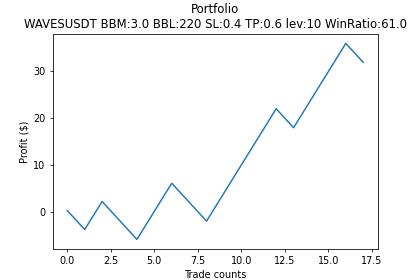 Portfolio
WAVESUSDT BBM:3.0 BBL:220 SL:0.4 TP:0.6 lev:10 WinRatio:61.0
Profit ($)
30
20
10
0
0.0 2.5 5.0 7.5 10.0 12.5 15.0 17.5
Trade counts